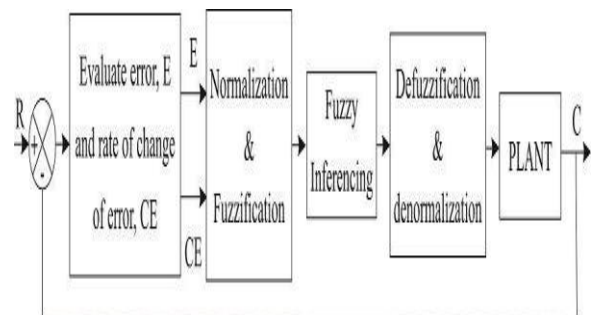 R
+
-
Evaluate error, E
and rate of change
of error, CE
E
CE
Normalization
&
Fuzzification
Fuzzy
Inferencing
Defuzzification
&
denormalization
PLANT
C